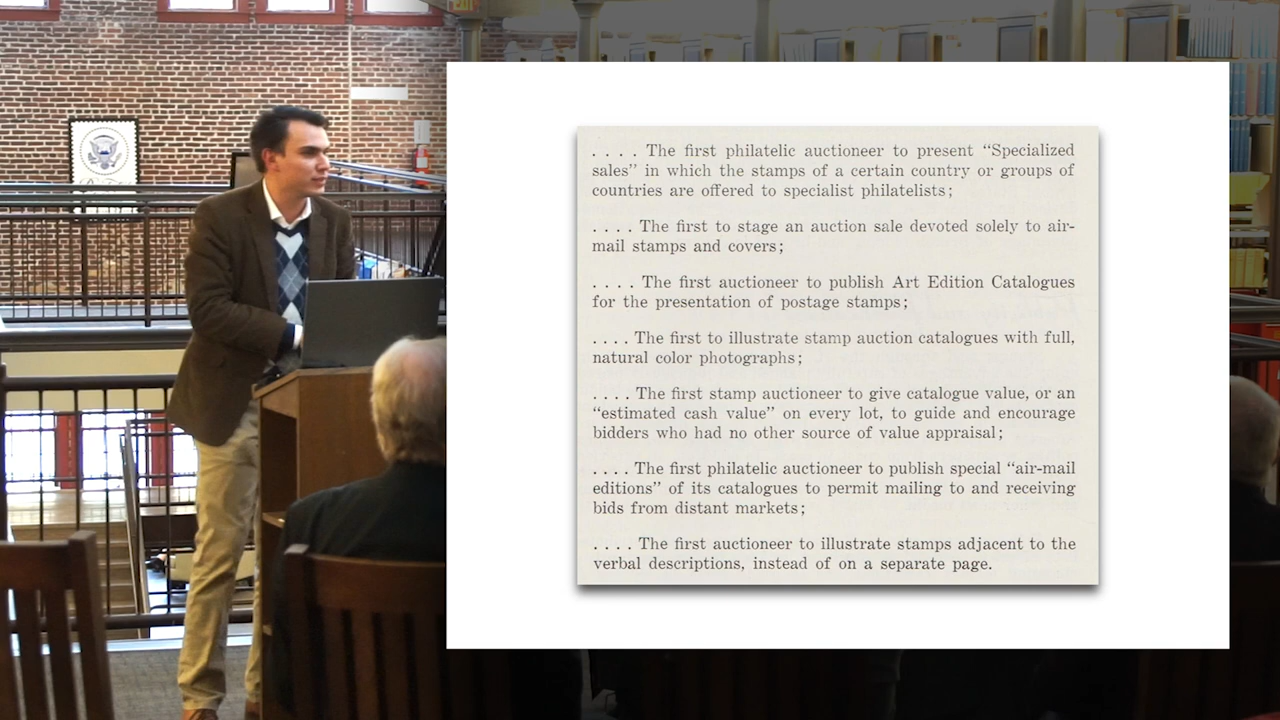 EXIT
. . . . The first philatelic auctioneer to present “Specialized
sales” in which the stamps of a certain country or groups of
countries are offered to specialist philatelists;
. . . . The first to stage an auction sale devoted solely to air-
mail stamps and covers;
. . . . The first auctioneer to publish Art Edition Catalogues
for the presentation of postage stamps;
. . . . The first to illustrate stamp auction catalogues with full,
natural color photographs;
. . . . The first stamp auctioneer to give catalogue value, or an
“estimated cash value” on every lot, to guide and encourage
bidders who had no other source of value appraisal;
. . . . The first philatelic auctioneer to publish special “air-mail
editions” of its catalogues to permit mailing to and receiving
bids from distant markets;
. . . . The first auctioneer to illustrate stamps adjacent to the
verbal descriptions, instead of on a separate page.